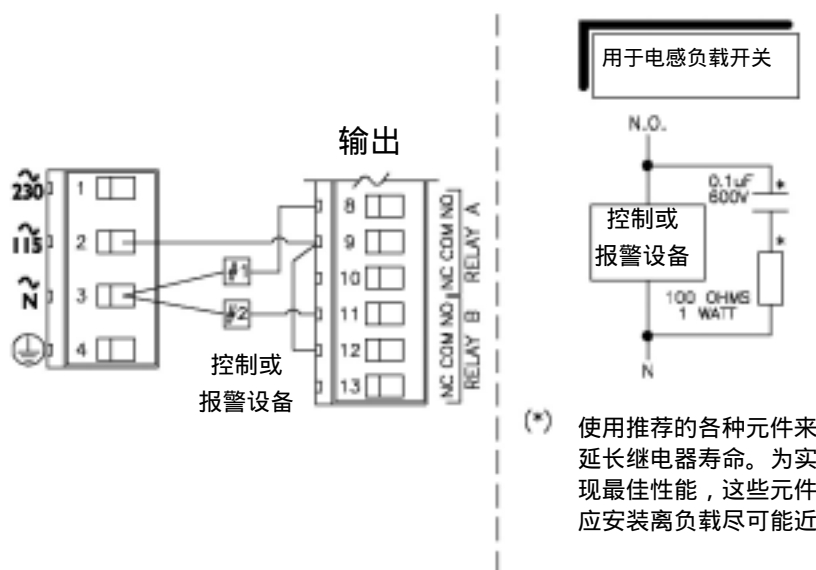 输出
~
230
~
115
~
N
1
2
3
4
#1
#2
控制或
报警设备
8
9
10
11
12
13
NC COM NO
RELAY A
NC COM NO
RELAY B
用于电感负载开关
N.O.
0.1uF
600V
*
*
控制或
报警设备
100 OHMS
1 WATT
N
(*)
使用推荐的各种元件来
延长继电器寿命。为实
现最佳性能，这些元件
应安装离负载尽可能近